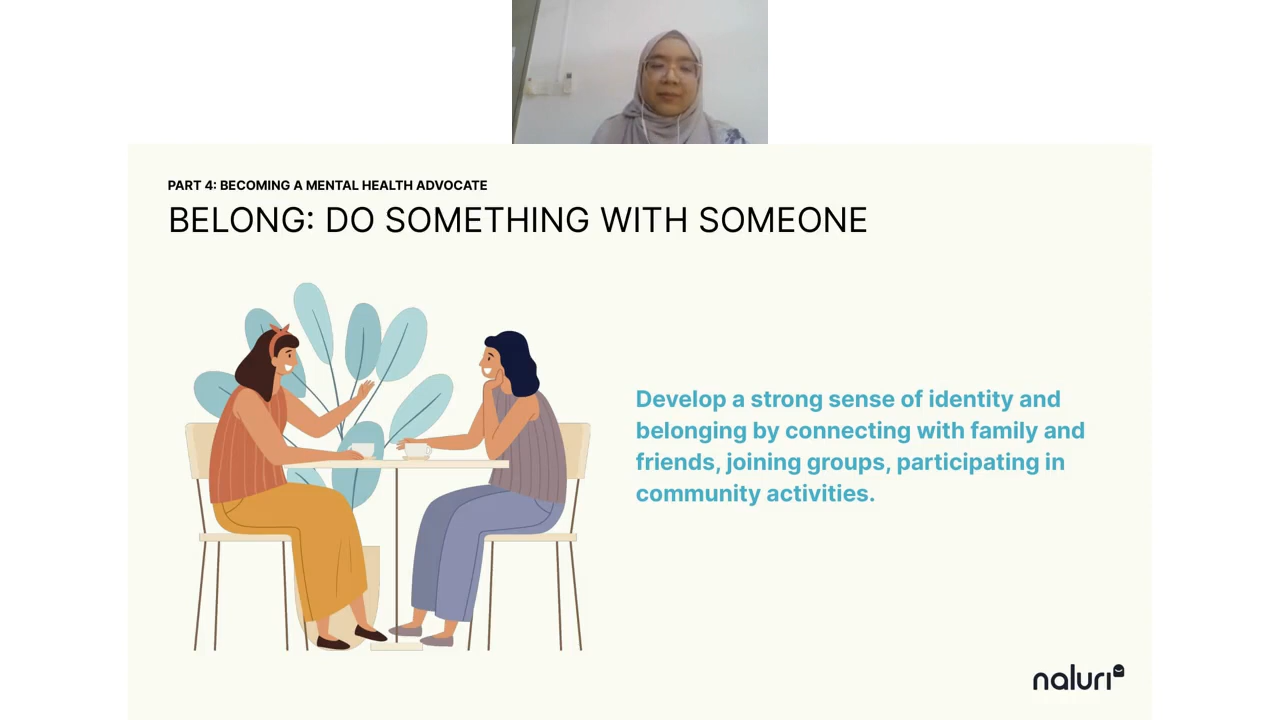 PART 4: BECOMING A MENTAL HEALTH ADVOCATE
BELONG: DO SOMETHING WITH SOMEONE
Develop a strong sense of identity and
belonging by connecting with family and
friends, joining groups, participating in
community activities.
naluri